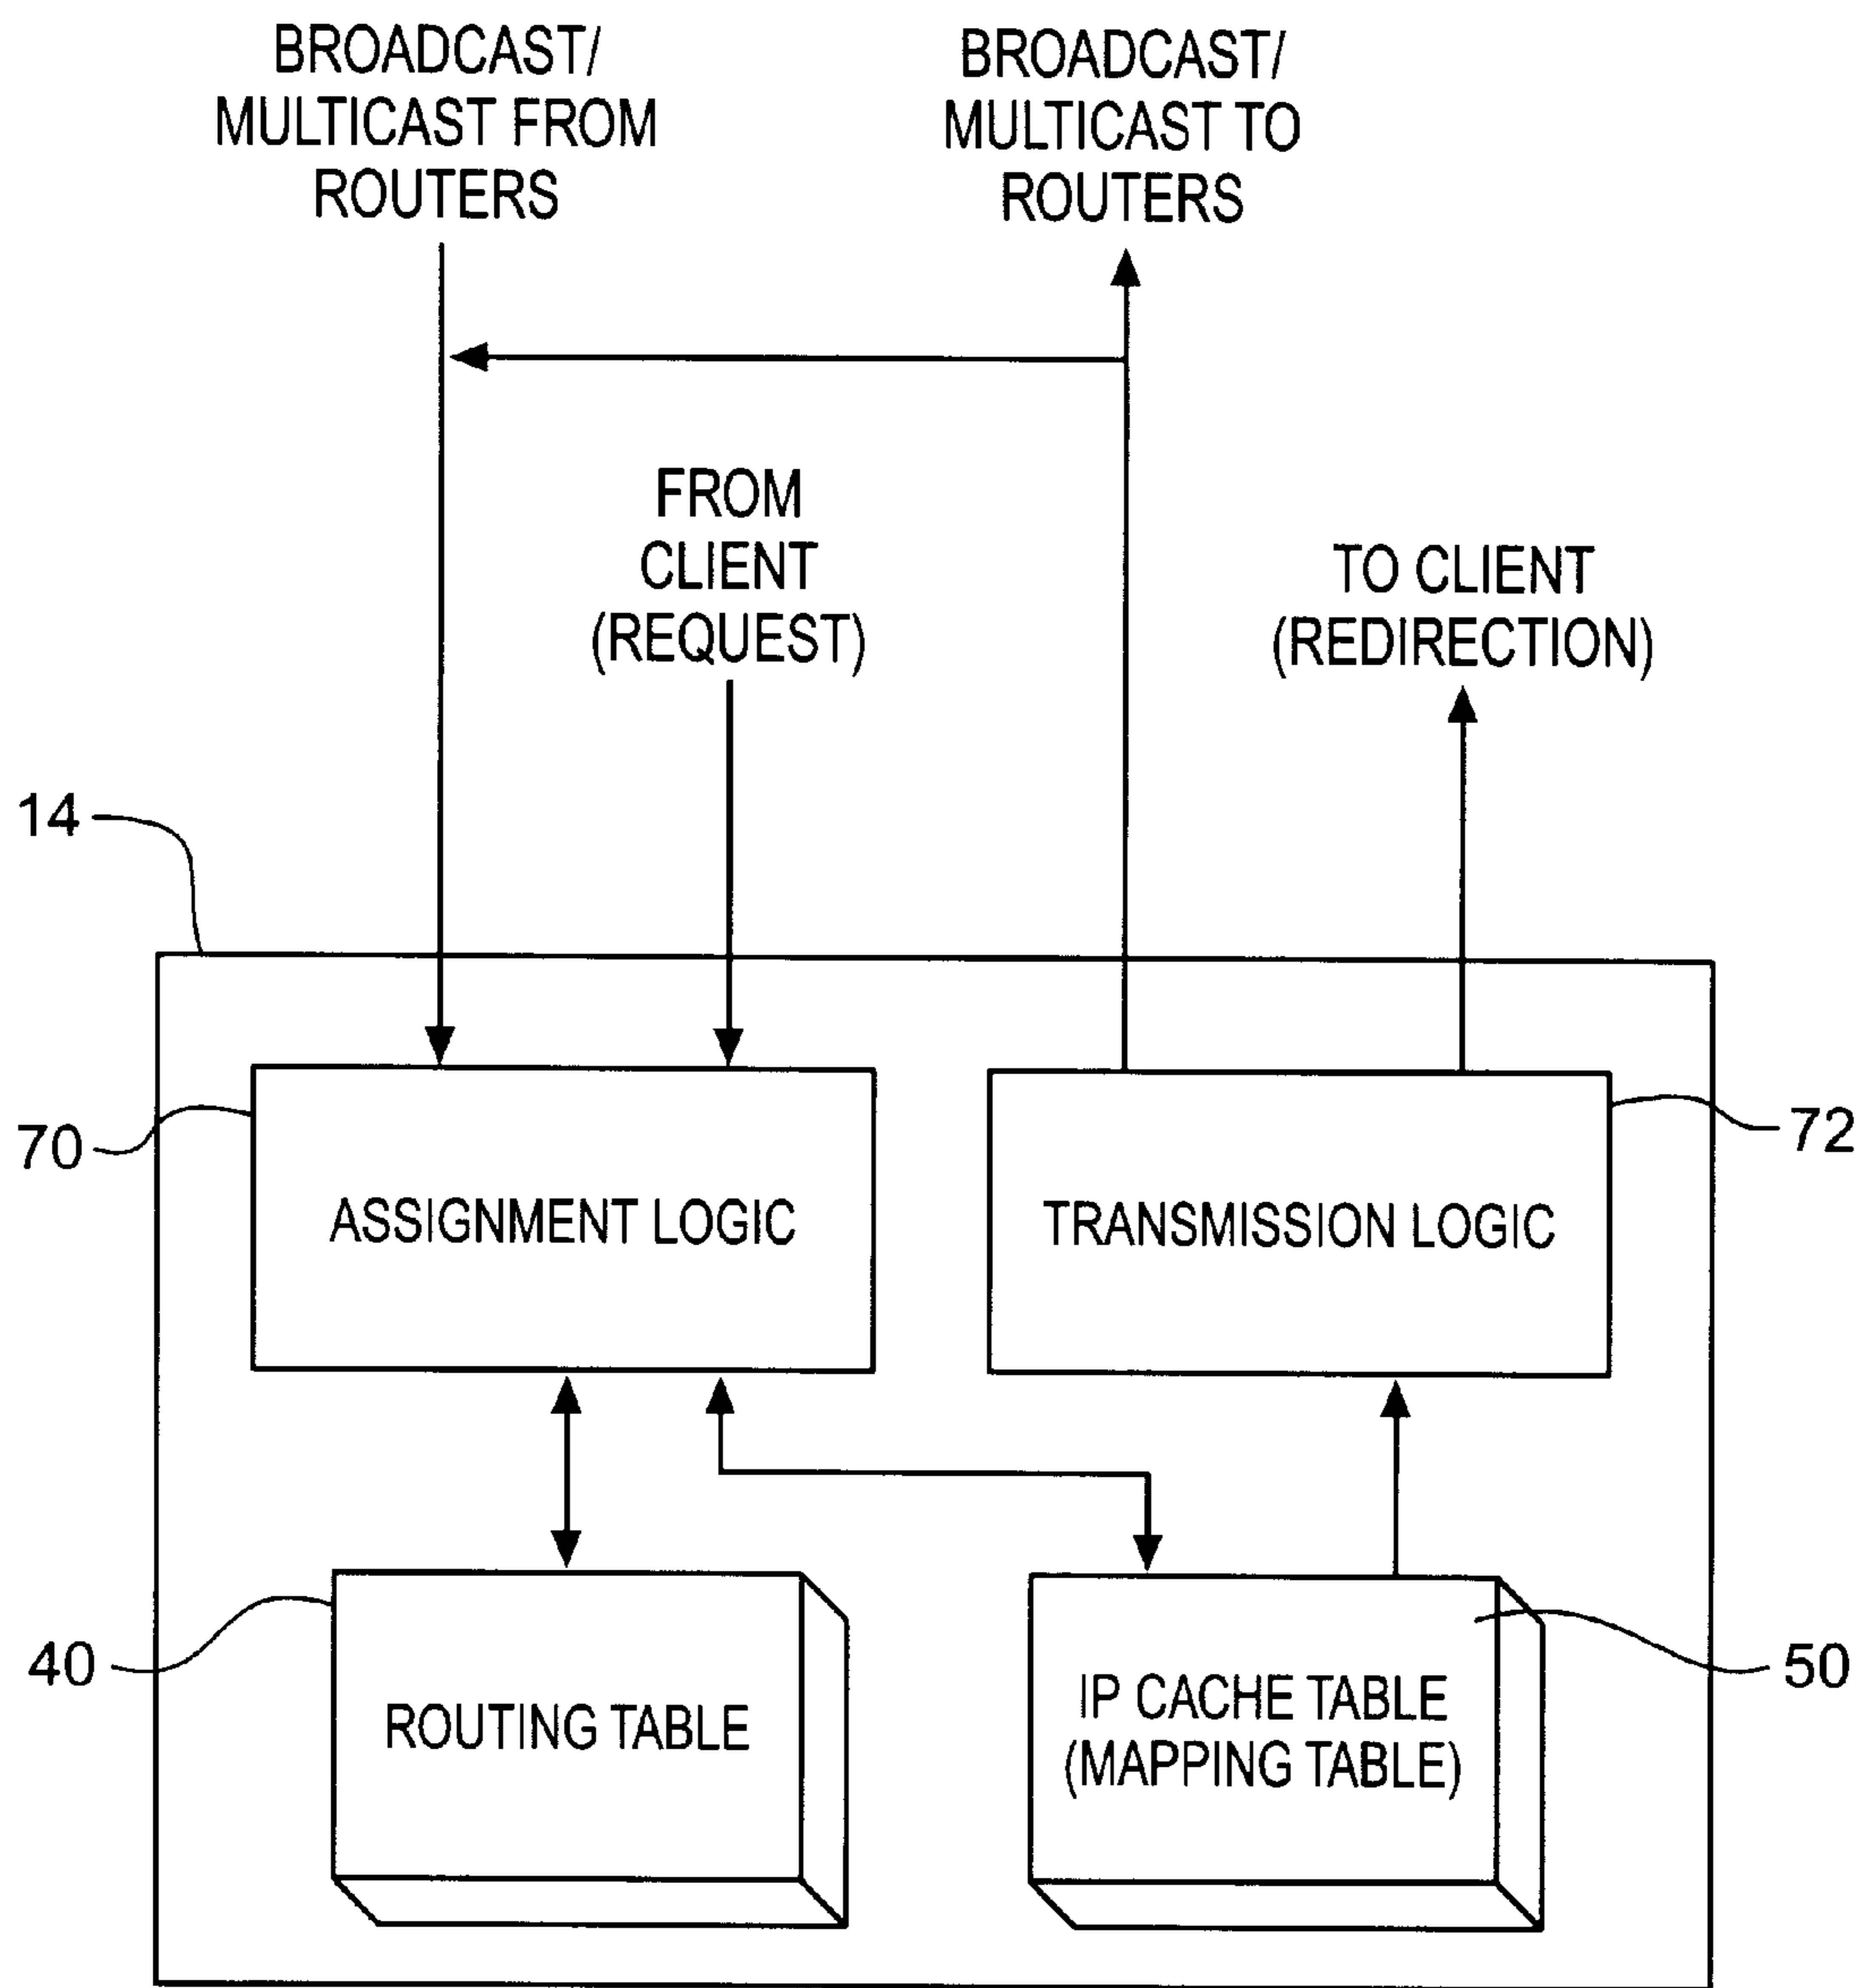 BROADCAST/
MULTICAST FROM
ROUTERS
BROADCAST/
MULTICAST TO
ROUTERS
FROM
CLIENT
(REQUEST)
TO CLIENT
(REDIRECTION)
14
70
ASSIGNMENT LOGIC
TRANSMISSION LOGIC
72
40
ROUTING TABLE
IP CACHE TABLE
(MAPPING TABLE)
50